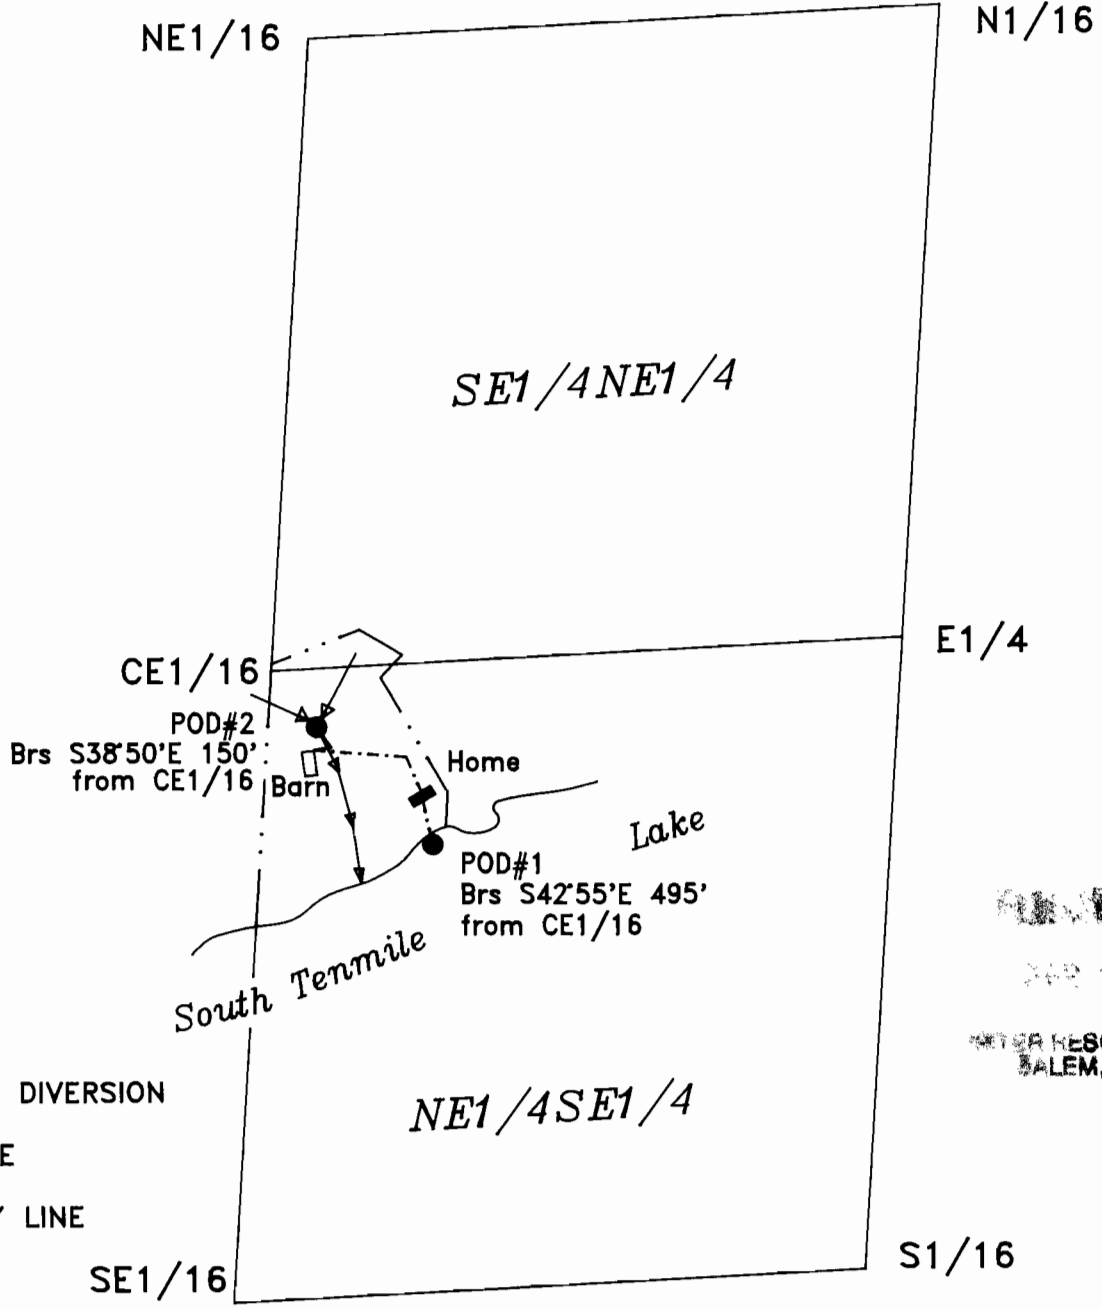 NE1/16
N1/16
SE1/4NE1/4
CE1/16
E1/4
POD#2
Brs S38°50'E 150'
from CE1/16
Barn
Home
Lake
POD#1
Brs S42°55'E 495'
from CE1/16
South Tenmile
DIVERSION
NE1/4SE1/4
LINE
SE1/16
S1/16
SALEM,